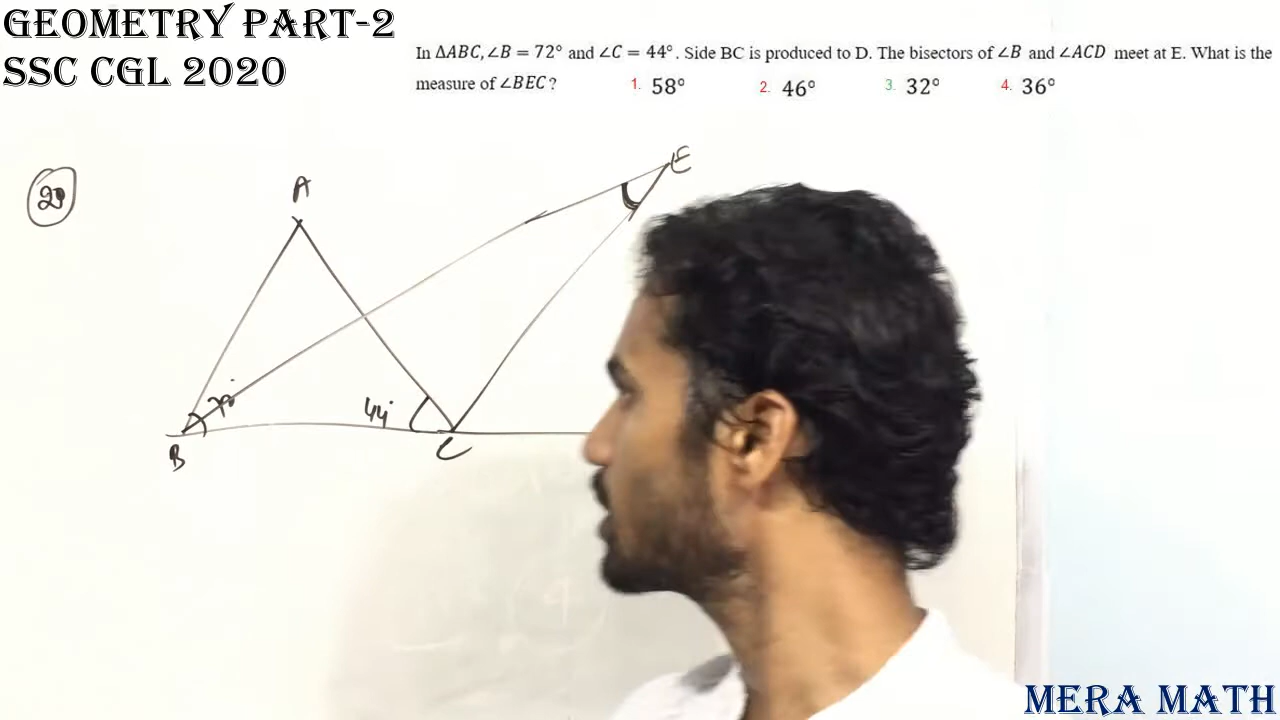 GEOMETRY PART-2
SSC CGL 2020
In ΔABC, ∠B = 72° and ∠C = 44°. Side BC is produced to D. The bisectors of ∠B and ∠ACD meet at E. What is the
measure of ∠BEC?
1. 58° 2. 46° 3. 32° 4. 36°
A
E
44°
B
C
MERA MATH